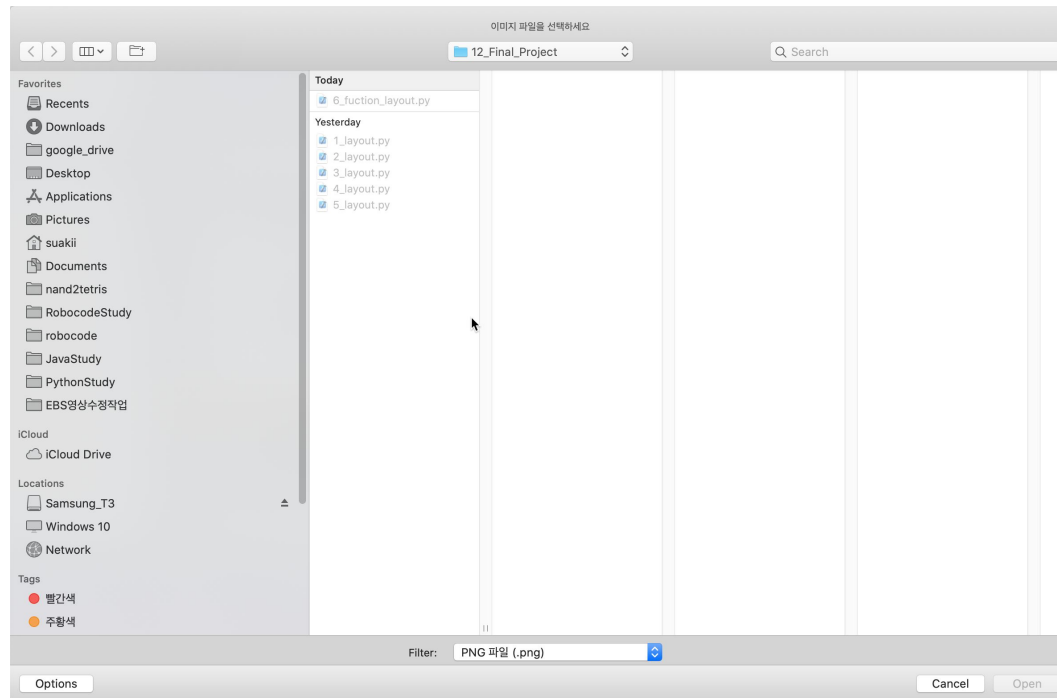 이미지 파일을 선택하세요
12_Final_Project
Search
Favorites
Recents
Downloads
google_drive
Desktop
Applications
Pictures
suakii
Documents
nand2tetris
RobocodeStudy
robocode
JavaStudy
PythonStudy
EBS영상수정작업
iCloud
iCloud Drive
Locations
Samsung_T3
Windows 10
Network
Tags
빨간색
주황색
Today
6_fuction_layout.py
Yesterday
1_layout.py
2_layout.py
3_layout.py
4_layout.py
5_layout.py
Filter: PNG 파일 (.png)
Options
Cancel
Open